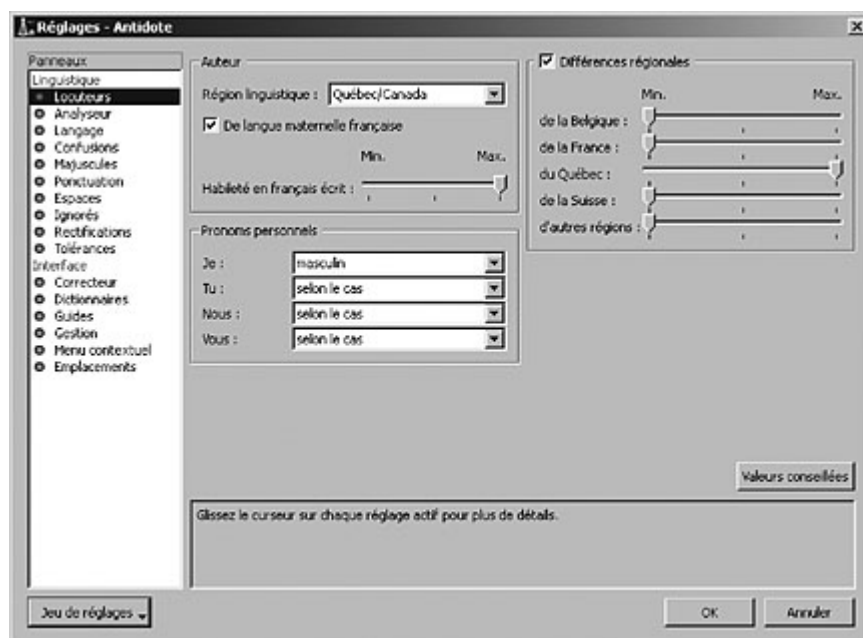 Réglages - Antidote
Panneaux
Linguistique
Locuteurs
Analyseur
Langage
Confusions
Majuscules
Ponctuation
Espaces
Ignorés
Rectifications
Tolérances
Interface
Correcteur
Dictionnaires
Guides
Gestion
Menu contextuel
Emplacements
Auteur
Région linguistique : Québec/Canada
De langue maternelle française
Min. Max.
Habileté en français écrit :
Pronoms personnels
Je : masculin
Tu : selon le cas
Nous : selon le cas
Vous : selon le cas
Différences régionales
Min. Max.
de la Belgique :
de la France :
du Québec :
de la Suisse :
d'autres régions :
Valeurs conseillées
Glissez le curseur sur chaque réglage actif pour plus de détails.
Jeu de réglages
OK Annuler